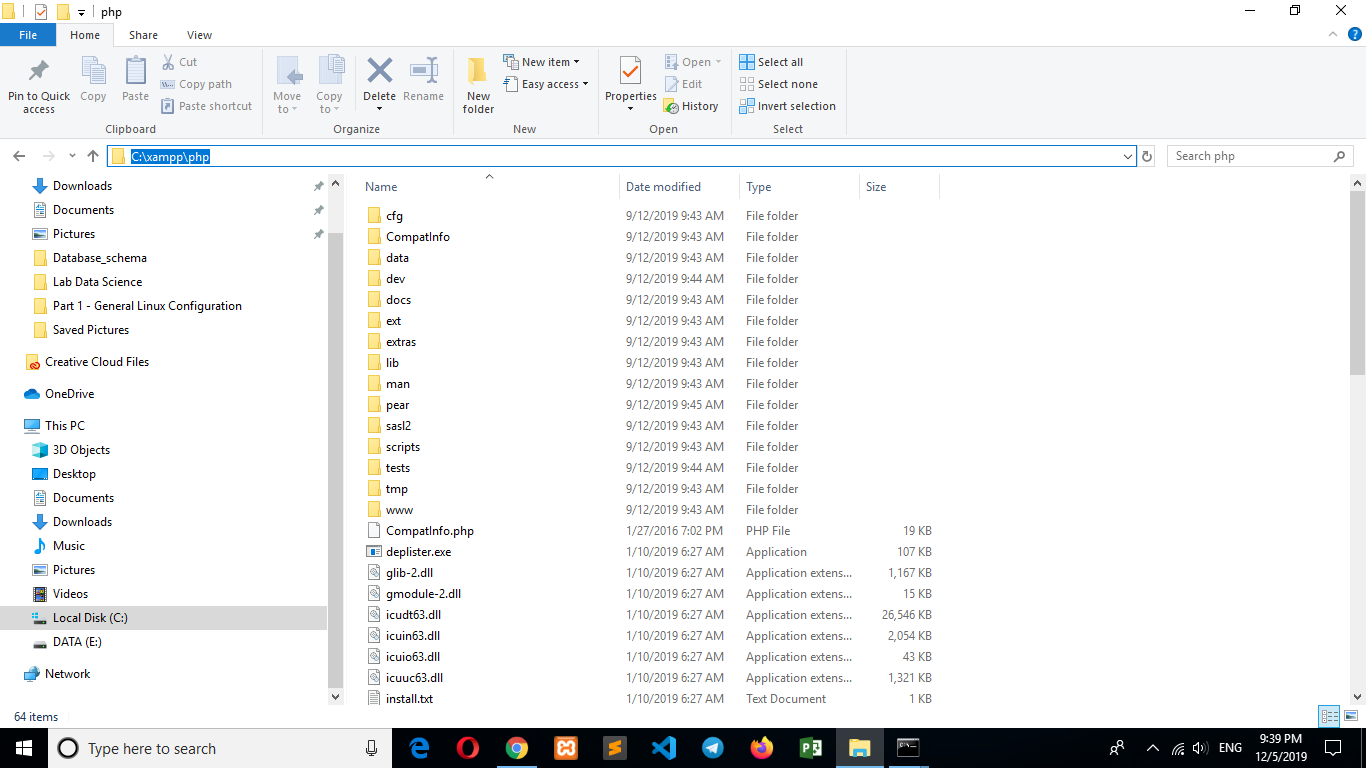 php
File Home Share View
Pin to Quick access
Copy
Paste
Cut
Copy path
Paste shortcut
Clipboard
Move to
Copy to
Delete
Rename
Organize
New folder
New item
Easy access
New
Properties
Open
Edit
History
Open
Select all
Select none
Invert selection
Select
C:\xampp\php
Search php
Downloads
Documents
Pictures
Database_schema
Lab Data Science
Part 1 - General Linux Configuration
Saved Pictures
Creative Cloud Files
OneDrive
This PC
3D Objects
Desktop
Documents
Downloads
Music
Pictures
Videos
Local Disk (C:)
DATA (E:)
Network
Name Date modified Type Size
cfg 9/12/2019 9:43 AM File folder
CompatInfo 9/12/2019 9:43 AM File folder
data 9/12/2019 9:43 AM File folder
dev 9/12/2019 9:44 AM File folder
docs 9/12/2019 9:43 AM File folder
ext 9/12/2019 9:43 AM File folder
extras 9/12/2019 9:43 AM File folder
lib 9/12/2019 9:43 AM File folder
man 9/12/2019 9:43 AM File folder
pear 9/12/2019 9:45 AM File folder
sasl2 9/12/2019 9:43 AM File folder
scripts 9/12/2019 9:43 AM File folder
tests 9/12/2019 9:44 AM File folder
tmp 9/12/2019 9:43 AM File folder
www 9/12/2019 9:43 AM File folder
CompatInfo.php 1/27/2016 7:02 PM PHP File 19 KB
deplister.exe 1/10/2019 6:27 AM Application 107 KB
glib-2.dll 1/10/2019 6:27 AM Application extens... 1,167 KB
gmodule-2.dll 1/10/2019 6:27 AM Application extens... 15 KB
icudt63.dll 1/10/2019 6:27 AM Application extens... 26,546 KB
icuin63.dll 1/10/2019 6:27 AM Application extens... 2,054 KB
icuio63.dll 1/10/2019 6:27 AM Application extens... 43 KB
icuuc63.dll 1/10/2019 6:27 AM Application extens... 1,321 KB
install.txt 1/10/2019 6:27 AM Text Document 1 KB
64 items
Type here to search
ENG
9:39 PM
12/5/2019